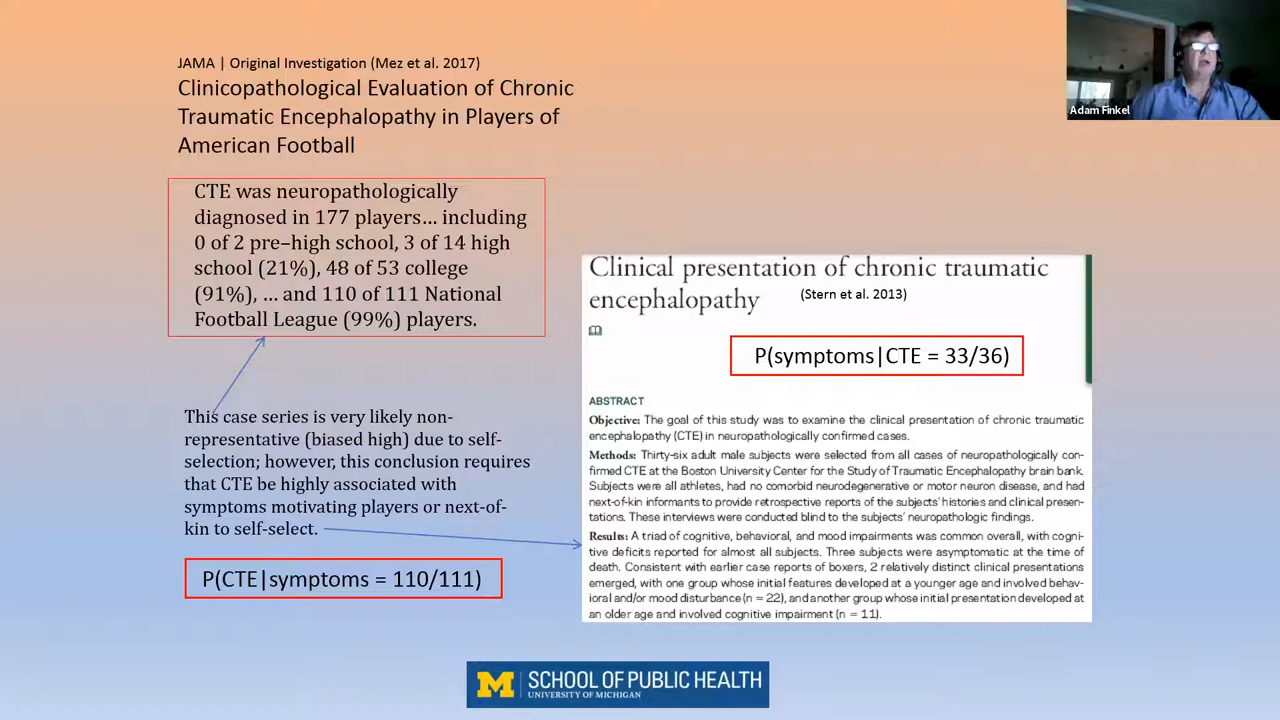 JAMA | Original Investigation (Mez et al. 2017)
Clinicopathological Evaluation of Chronic
Traumatic Encephalopathy in Players of
American Football
CTE was neuropathologically
diagnosed in 177 players… including
0 of 2 pre–high school, 3 of 14 high
school (21%), 48 of 53 college
(91%), … and 110 of 111 National
Football League (99%) players.
This case series is very likely non-
representative (biased high) due to self-
selection; however, this conclusion requires
that CTE be highly associated with
symptoms motivating players or next-of-
kin to self-select.
P(CTE|symptoms = 110/111)
Adam Finkel
Clinical presentation of chronic traumatic
encephalopathy (Stern et al. 2013)
P(symptoms|CTE = 33/36)
ABSTRACT
Objective: The goal of this study was to examine the clinical presentation of chronic traumatic
encephalopathy (CTE) in neuropathologically confirmed cases.
Methods: Thirty-six adult male subjects were selected from all cases of neuropathologically con-
firmed CTE at the Boston University Center for the Study of Traumatic Encephalopathy brain bank.
Subjects were all athletes, had no comorbid neurodegenerative or motor neuron disease, and had
next-of-kin informants to provide retrospective reports of the subjects' histories and clinical presen-
tations. These interviews were conducted blind to the subjects' neuropathologic findings.
Results: A triad of cognitive, behavioral, and mood impairments was common overall, with cogni-
tive deficits reported for almost all subjects. Three subjects were asymptomatic at the time of
death. Consistent with earlier case reports of boxers, 2 relatively distinct clinical presentations
emerged, with one group whose initial features developed at a younger age and involved behav-
ioral and/or mood disturbance (n = 22), and another group whose initial presentation developed at
an older age and involved cognitive impairment (n = 11).
M SCHOOL OF PUBLIC HEALTH
UNIVERSITY OF MICHIGAN